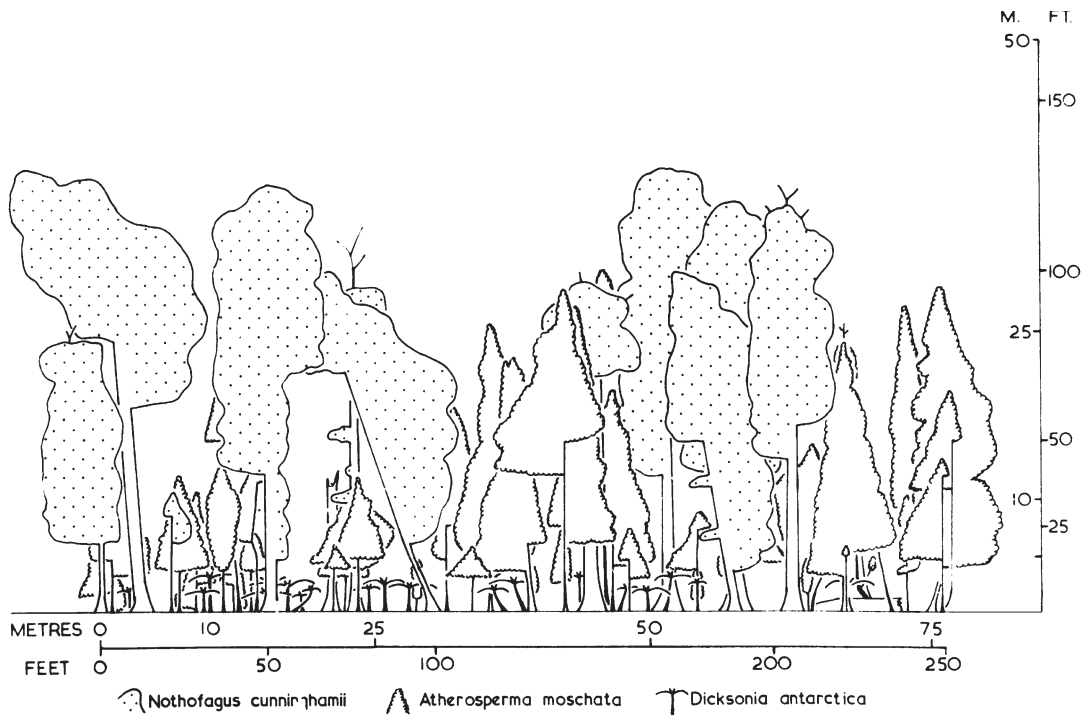 M. FT.
50
150
100
25
50
10
25
METRES 0 10 25 50 75
FEET 0 50 100 200 250
Nothofagus cunninghamii Atherosperma moschata Dicksonia antarctica